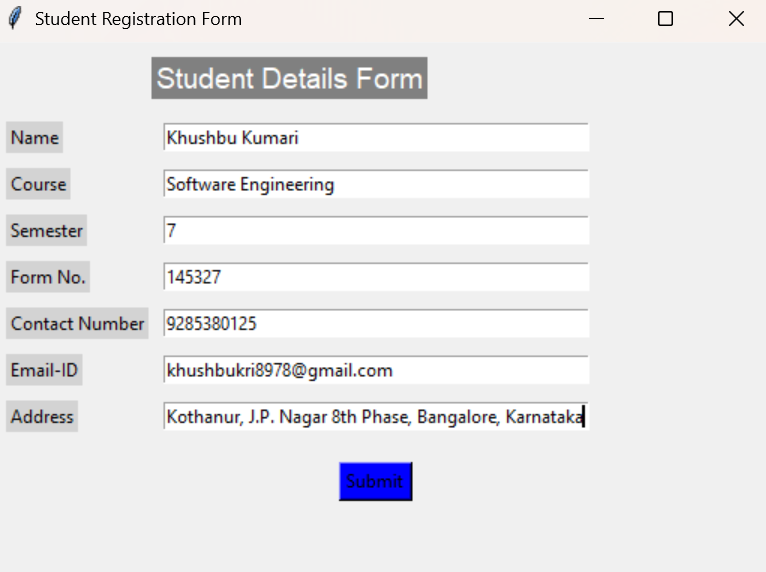 Student Registration Form
Student Details Form
Name Khushbu Kumari
Course Software Engineering
Semester 7
Form No. 145327
Contact Number 9285380125
Email-ID khushbukri8978@gmail.com
Address Kothanur, J.P. Nagar 8th Phase, Bangalore, Karnataka
Submit